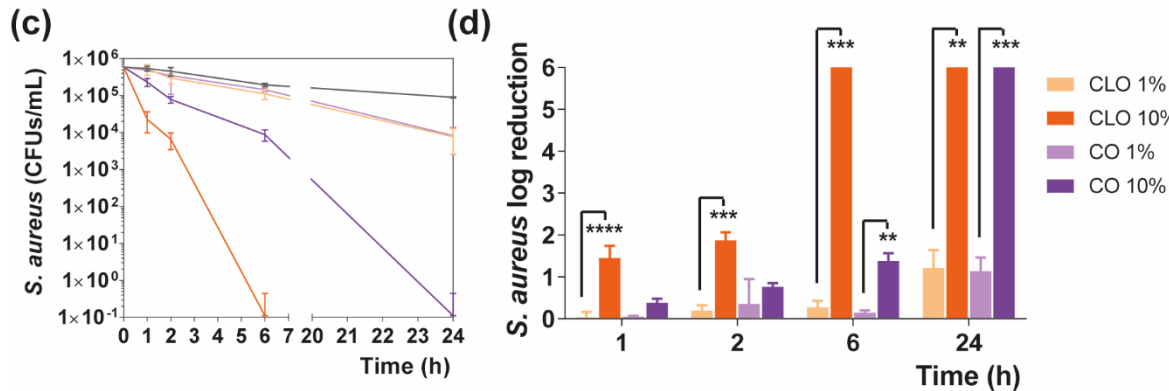 (c)
S. aureus (CFUs/mL)
1×10⁶
1×10⁵
1×10⁴
1×10³
1×10²
1×10¹
1×10⁰
1×10⁻¹
0 1 2 3 4 5 6 7 20 21 22 23 24
Time (h)
(d)
S. aureus log reduction
6
5
4
3
2
1
0
****
***
***
**
**
***
1 2 6 24
Time (h)
CLO 1%
CLO 10%
CO 1%
CO 10%